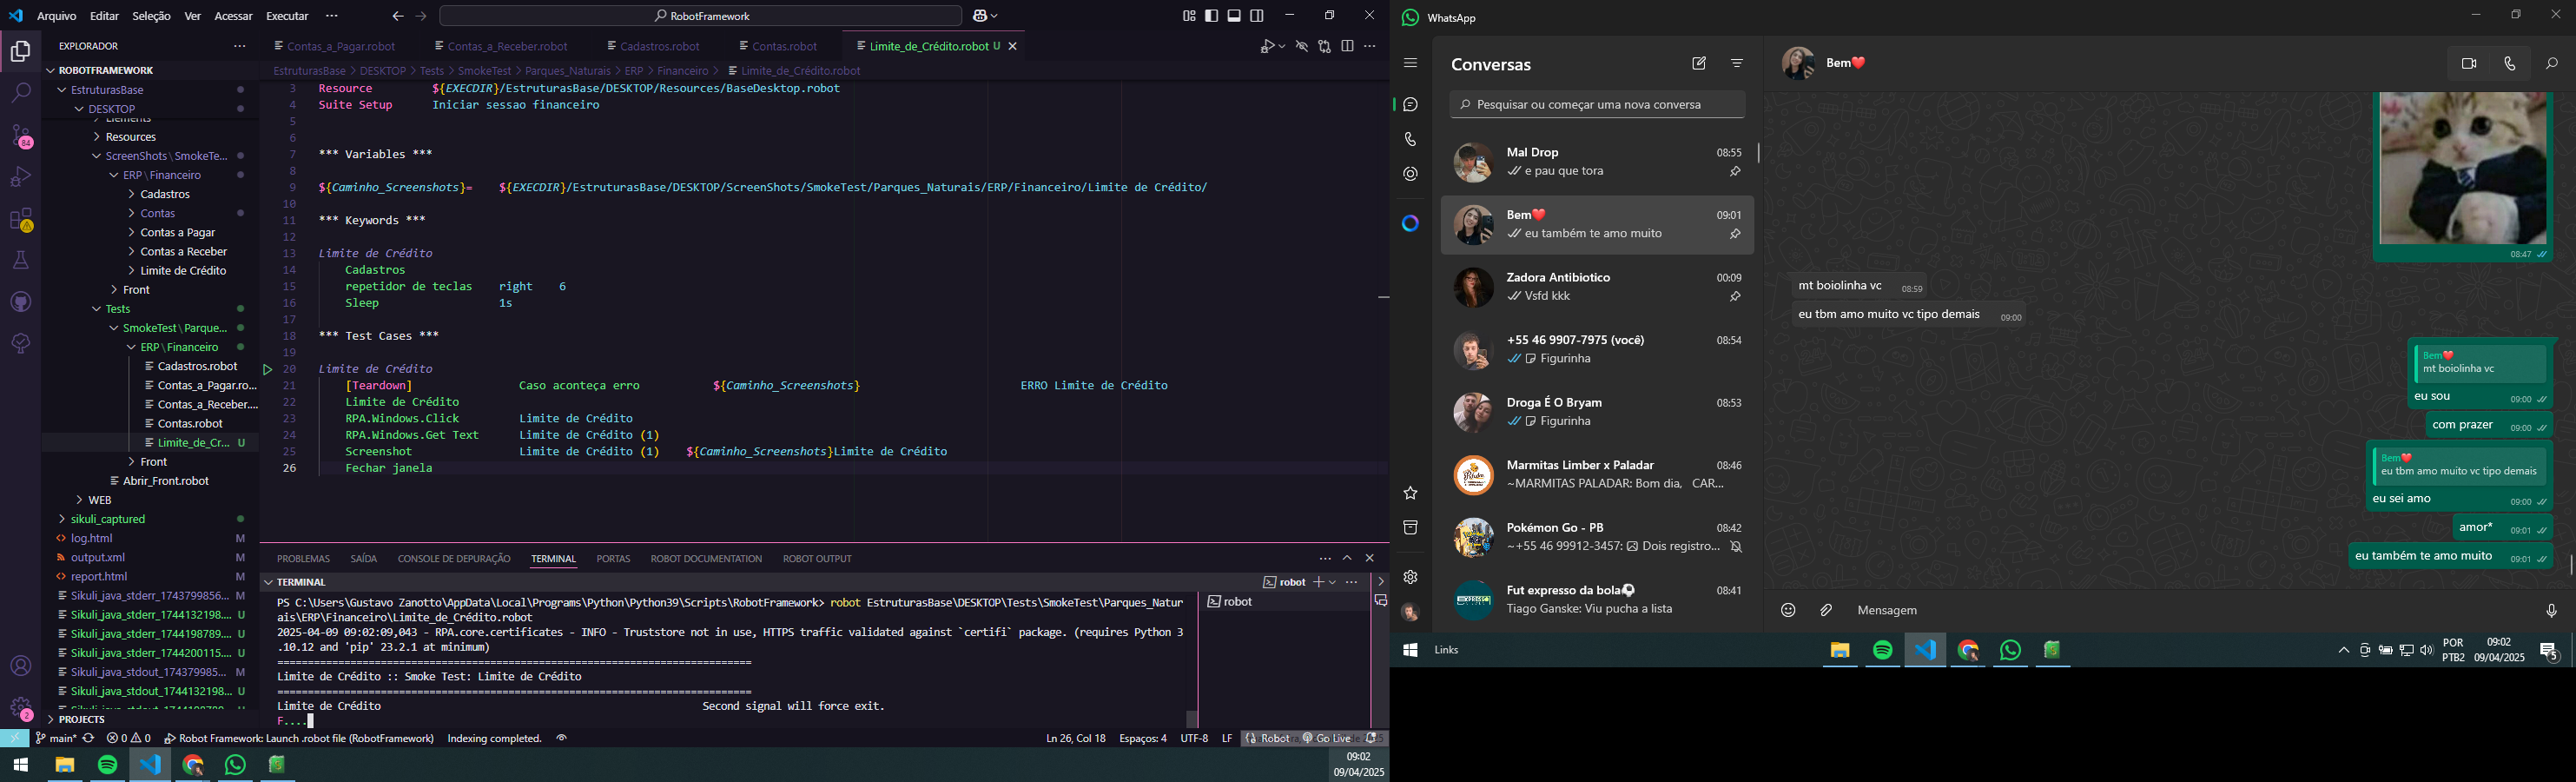 Arquivo Editar Seleção Ver Acessar Executar ···
RobotFramework
EXPLORADOR
ROBOTFRAMEWORK
EstruturasBase
DESKTOP
Elements
Resources
ScreenShots\SmokeTe...
ERP\Financeiro
Cadastros
Contas
Contas a Pagar
Contas a Receber
Limite de Crédito
Front
Tests
SmokeTest\Parque...
ERP\Financeiro
Cadastros.robot
Contas_a_Pagar.ro...
Contas_a_Receber....
Contas.robot
Limite_de_Cr... U
Front
Abrir_Front.robot
WEB
sikuli_captured
log.html M
output.xml M
report.html M
Sikuli_java_stderr_1743799856... M
Sikuli_java_stderr_1744132198... U
Sikuli_java_stderr_1744198789... U
Sikuli_java_stderr_1744200115... U
Sikuli_java_stdout_174379985... M
Sikuli_java_stdout_1744132198... U
PROJECTS
84
2
Contas_a_Pagar.robot Contas_a_Receber.robot Cadastros.robot Contas.robot Limite_de_Crédito.robot U
EstruturasBase > DESKTOP > Tests > SmokeTest > Parques_Naturais > ERP > Financeiro > Limite_de_Crédito.robot
3 Resource ${EXECDIR}/EstruturasBase/DESKTOP/Resources/BaseDesktop.robot
4 Suite Setup Iniciar sessao financeiro
5
6
7 *** Variables ***
8
9 ${Caminho_Screenshots}= ${EXECDIR}/EstruturasBase/DESKTOP/ScreenShots/SmokeTest/Parques_Naturais/ERP/Financeiro/Limite de Crédito/
10
11 *** Keywords ***
12
13 Limite de Crédito
14 Cadastros
15 repetidor de teclas right 6
16 Sleep 1s
17
18 *** Test Cases ***
19
20 Limite de Crédito
21 [Teardown] Caso aconteça erro ${Caminho_Screenshots} ERRO Limite de Crédito
22 Limite de Crédito
23 RPA.Windows.Click Limite de Crédito
24 RPA.Windows.Get Text Limite de Crédito (1)
25 Screenshot Limite de Crédito (1) ${Caminho_Screenshots}Limite de Crédito
26 Fechar janela
PROBLEMAS SAÍDA CONSOLE DE DEPURAÇÃO TERMINAL PORTAS ROBOT DOCUMENTATION ROBOT OUTPUT
TERMINAL
robot
robot
PS C:\Users\Gustavo Zanotto\AppData\Local\Programs\Python\Python39\Scripts\RobotFramework> robot EstruturasBase\DESKTOP\Tests\SmokeTest\Parques_Natur
ais\ERP\Financeiro\Limite_de_Crédito.robot
2025-04-09 09:02:09,043 - RPA.core.certificates - INFO - Truststore not in use, HTTPS traffic validated against `certifi` package. (requires Python 3
.10.12 and 'pip' 23.2.1 at minimum)
==============================================================================
Limite de Crédito :: Smoke Test: Limite de Crédito
==============================================================================
Limite de Crédito Second signal will force exit.
F....
main* 0 0 Robot Framework: Launch .robot file (RobotFramework) Indexing completed.
Ln 26, Col 18 Espaços: 4 UTF-8 LF Robot Go Live
09:02
09/04/2025
WhatsApp
Conversas
Pesquisar ou começar uma nova conversa
Mal Drop 08:55
e pau que tora
Bem❤️ 09:01
eu também te amo muito
Zadora Antibiotico 00:09
Vsfd kkk
+55 46 9907-7975 (você) 08:54
Figurinha
Droga É O Bryam 08:53
Figurinha
Marmitas Limber x Paladar 08:46
~MARMITAS PALADAR: Bom dia, CAR...
Pokémon Go - PB 08:42
~+55 46 99912-3457: Dois registro...
Fut expresso da bola⚽ 08:41
Tiago Ganske: Viu pucha a lista
Bem❤️
08:47
mt boiolinha vc 08:59
eu tbm amo muito vc tipo demais 09:00
Bem❤️
mt boiolinha vc
eu sou 09:00
com prazer 09:00
Bem❤️
eu tbm amo muito vc tipo demais
eu sei amo 09:00
amor* 09:01
eu também te amo muito 09:01
Mensagem
Links
POR
PTB2
09:02
09/04/2025
5